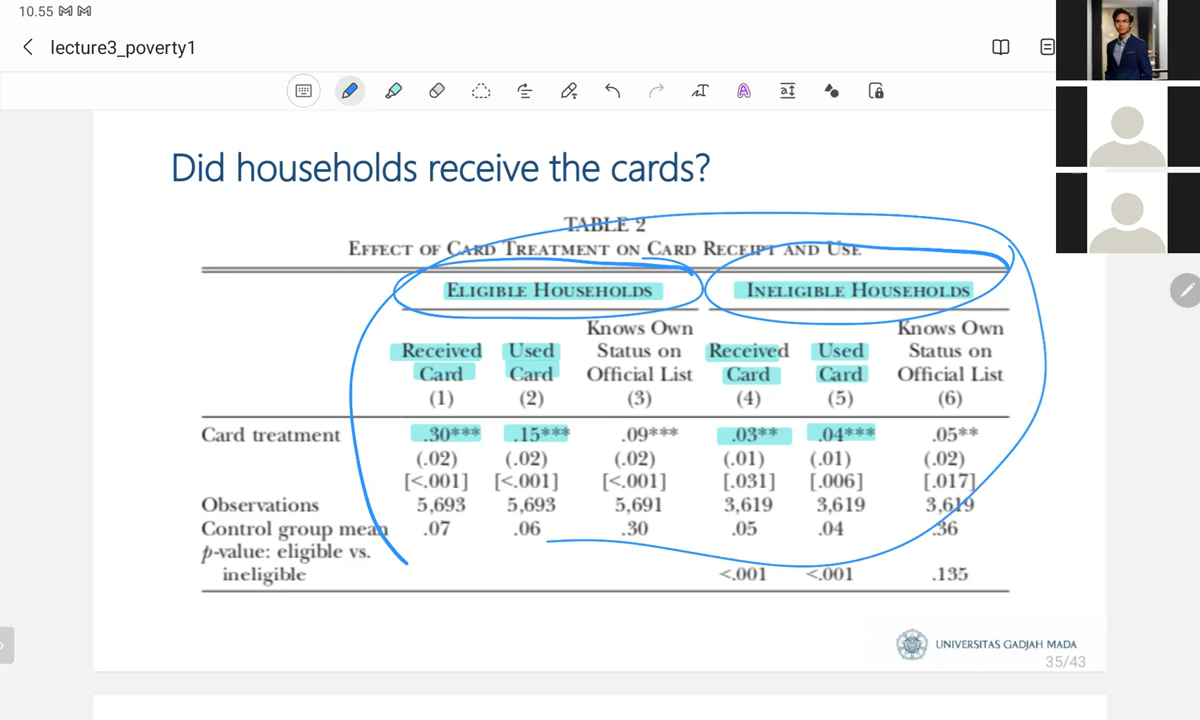 10.55
lecture3_poverty1
Did households receive the cards?
TABLE 2
EFFECT OF CARD TREATMENT ON CARD RECEIPT AND USE
ELIGIBLE HOUSEHOLDS INELIGIBLE HOUSEHOLDS
Received Card (1) Used Card (2) Knows Own Status on Official List (3) Received Card (4) Used Card (5) Knows Own Status on Official List (6)
Card treatment .30*** .15*** .09*** .03** .04*** .05**
(.02) (.02) (.02) (.01) (.01) (.02)
[<.001] [<.001] [<.001] [.031] [.006] [.017]
Observations 5,693 5,693 5,691 3,619 3,619 3,619
Control group mean .07 .06 .30 .05 .04 .36
p-value: eligible vs.
ineligible <.001 <.001 .135
UNIVERSITAS GADJAH MADA
35/43